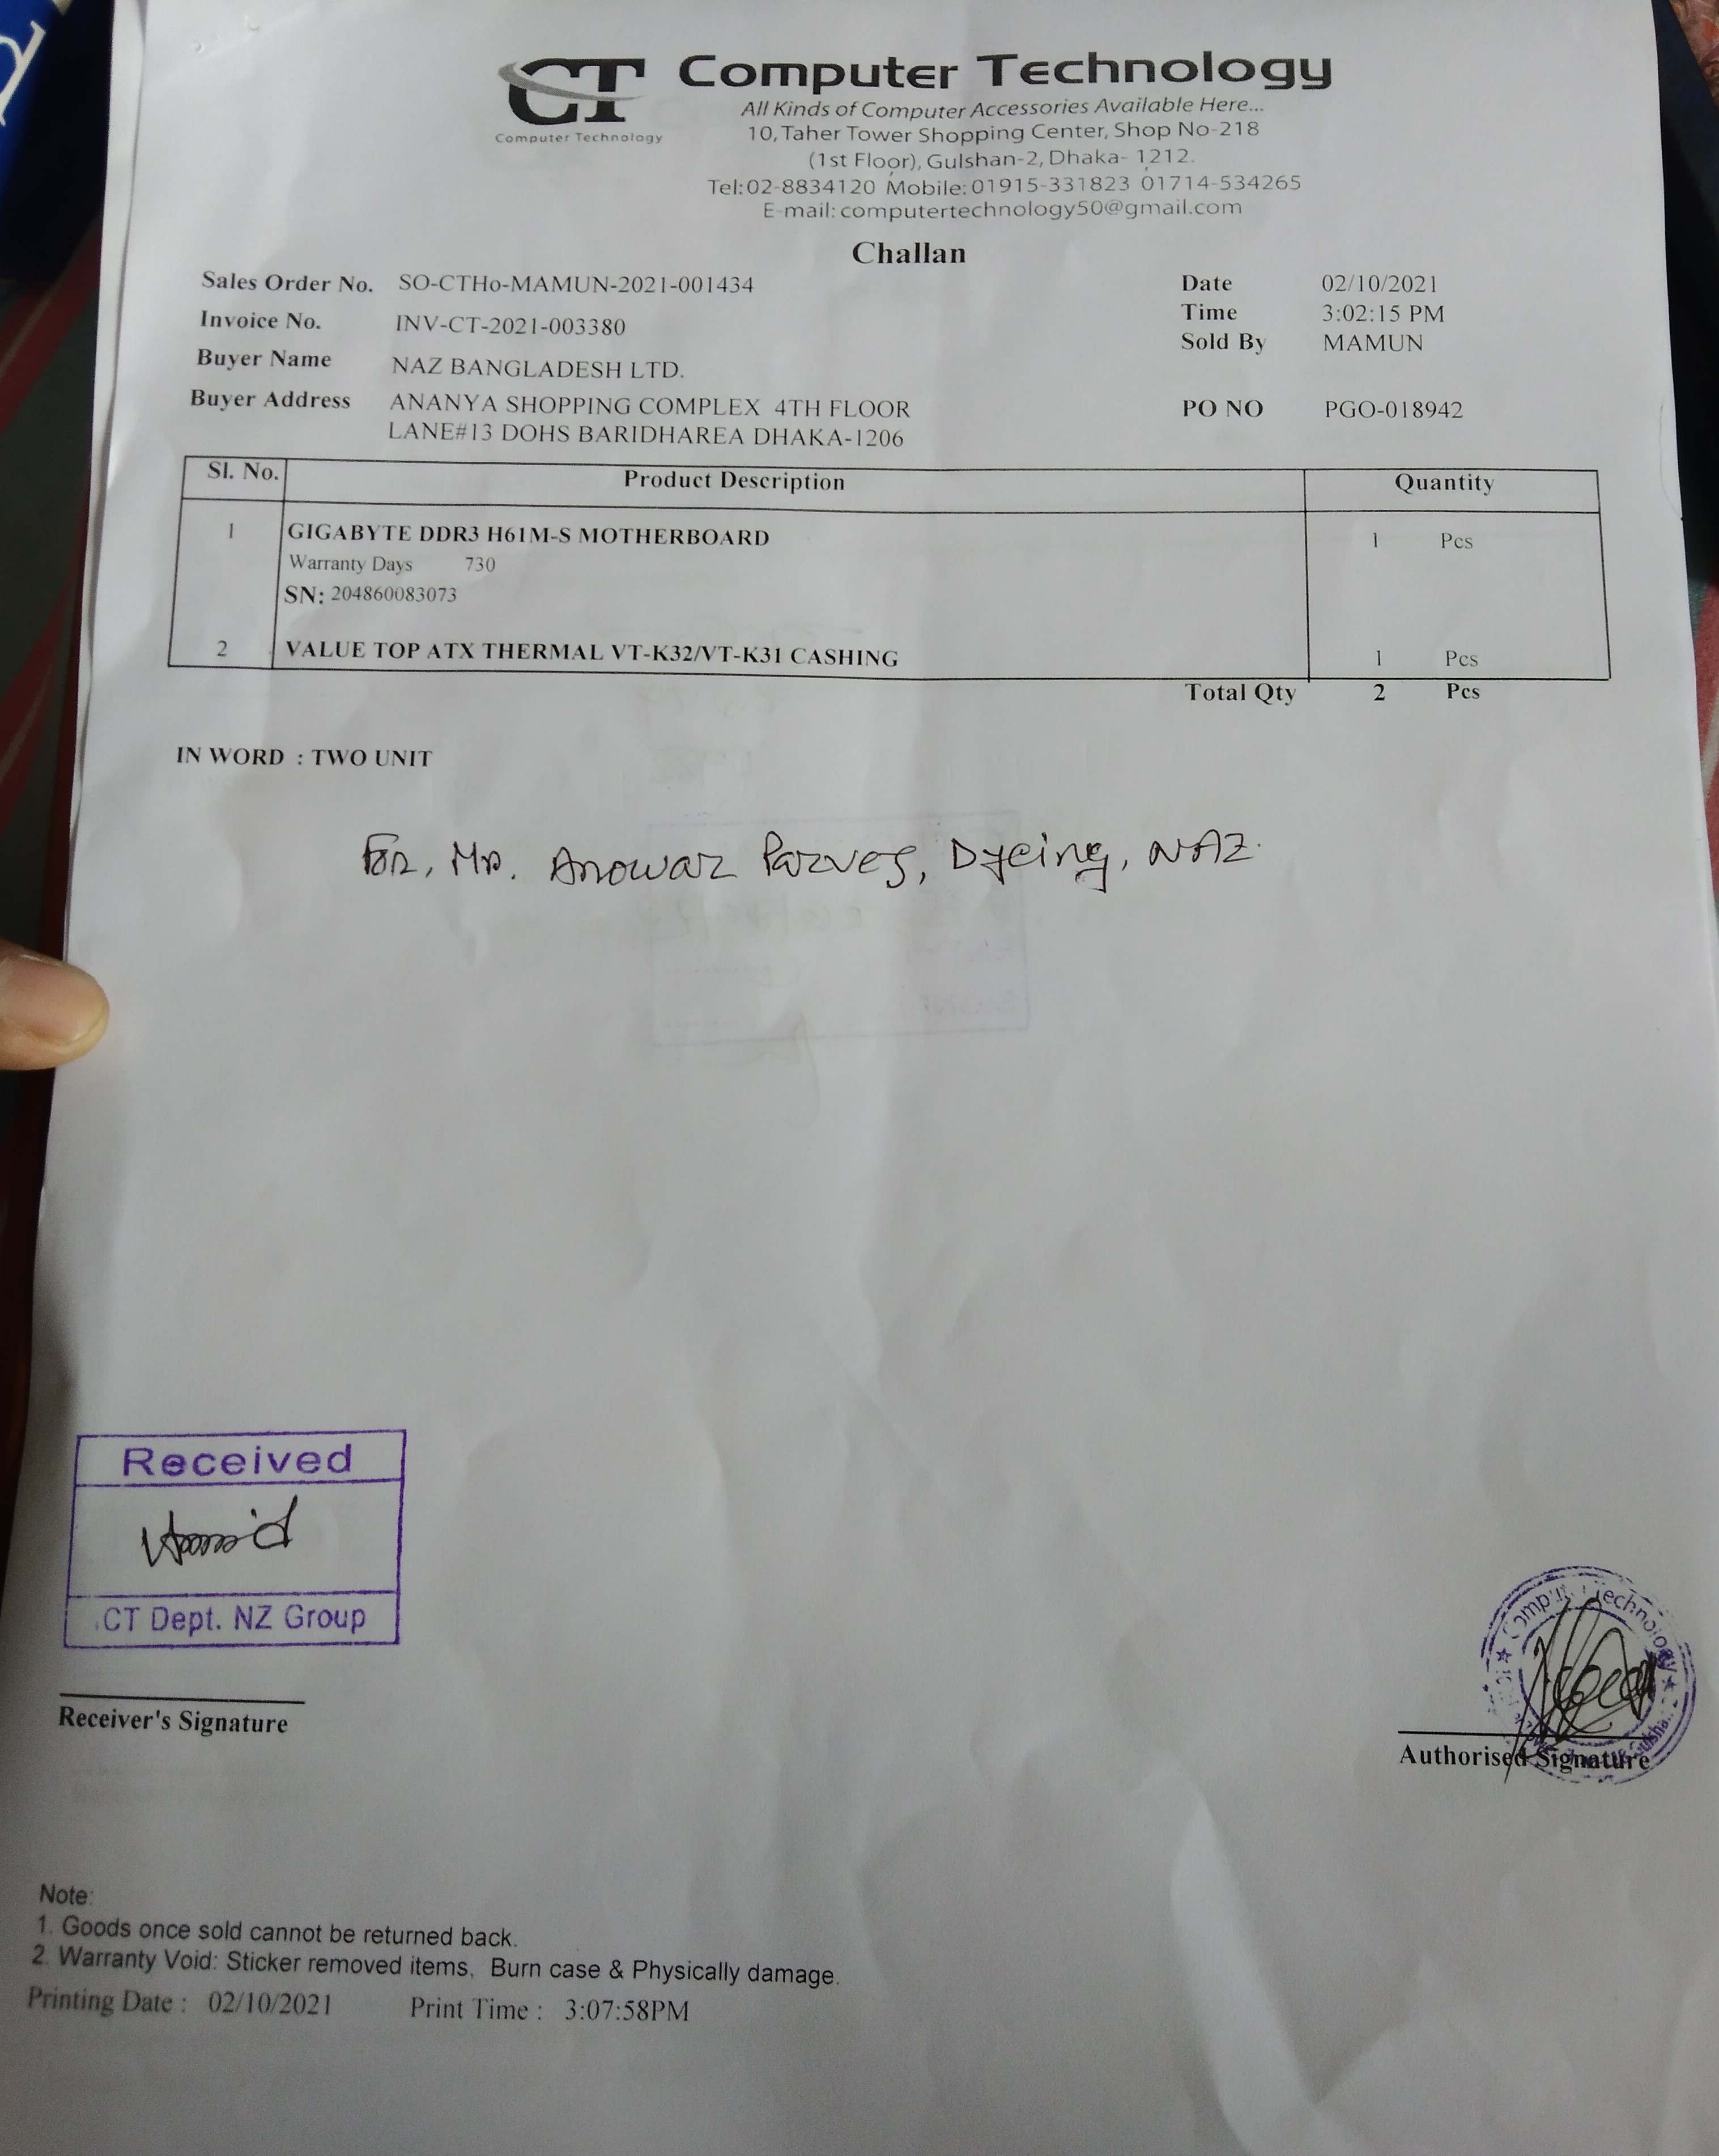 CT Computer Technology
Computer Technology
All Kinds of Computer Accessories Available Here...
10, Taher Tower Shopping Center, Shop No-218
(1st Floor), Gulshan-2, Dhaka- 1212.
Tel:02-8834120 Mobile: 01915-331823 01714-534265
E-mail: computertechnology50@gmail.com
Challan
Sales Order No. SO-CTHo-MAMUN-2021-001434 Date 02/10/2021
Invoice No. INV-CT-2021-003380 Time 3:02:15 PM
Sold By MAMUN
Buyer Name NAZ BANGLADESH LTD.
Buyer Address ANANYA SHOPPING COMPLEX 4TH FLOOR PO NO PGO-018942
LANE#13 DOHS BARIDHAREA DHAKA-1206
Sl. No. Product Description Quantity
1 GIGABYTE DDR3 H61M-S MOTHERBOARD 1 Pcs
Warranty Days 730
SN: 204860083073
2 VALUE TOP ATX THERMAL VT-K32/VT-K31 CASHING 1 Pcs
Total Qty 2 Pcs
IN WORD : TWO UNIT
For, Mr. Anowar Parves, Dyeing, NAZ.
Received
Hamid
CT Dept. NZ Group
Receiver's Signature
Computer Technology
Authorised Signature
Note:
1. Goods once sold cannot be returned back.
2. Warranty Void: Sticker removed items, Burn case & Physically damage.
Printing Date : 02/10/2021 Print Time : 3:07:58PM